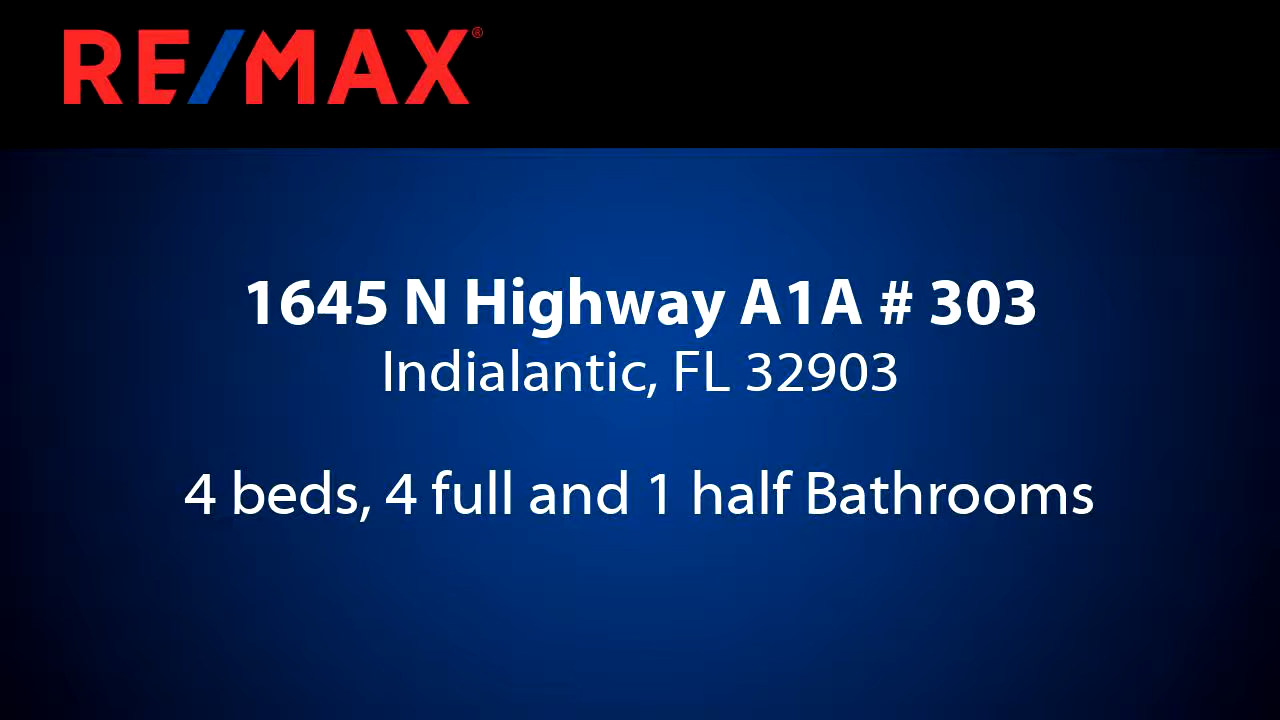 RE/MAX®
1645 N Highway A1A # 303
Indialantic, FL 32903
4 beds, 4 full and 1 half Bathrooms